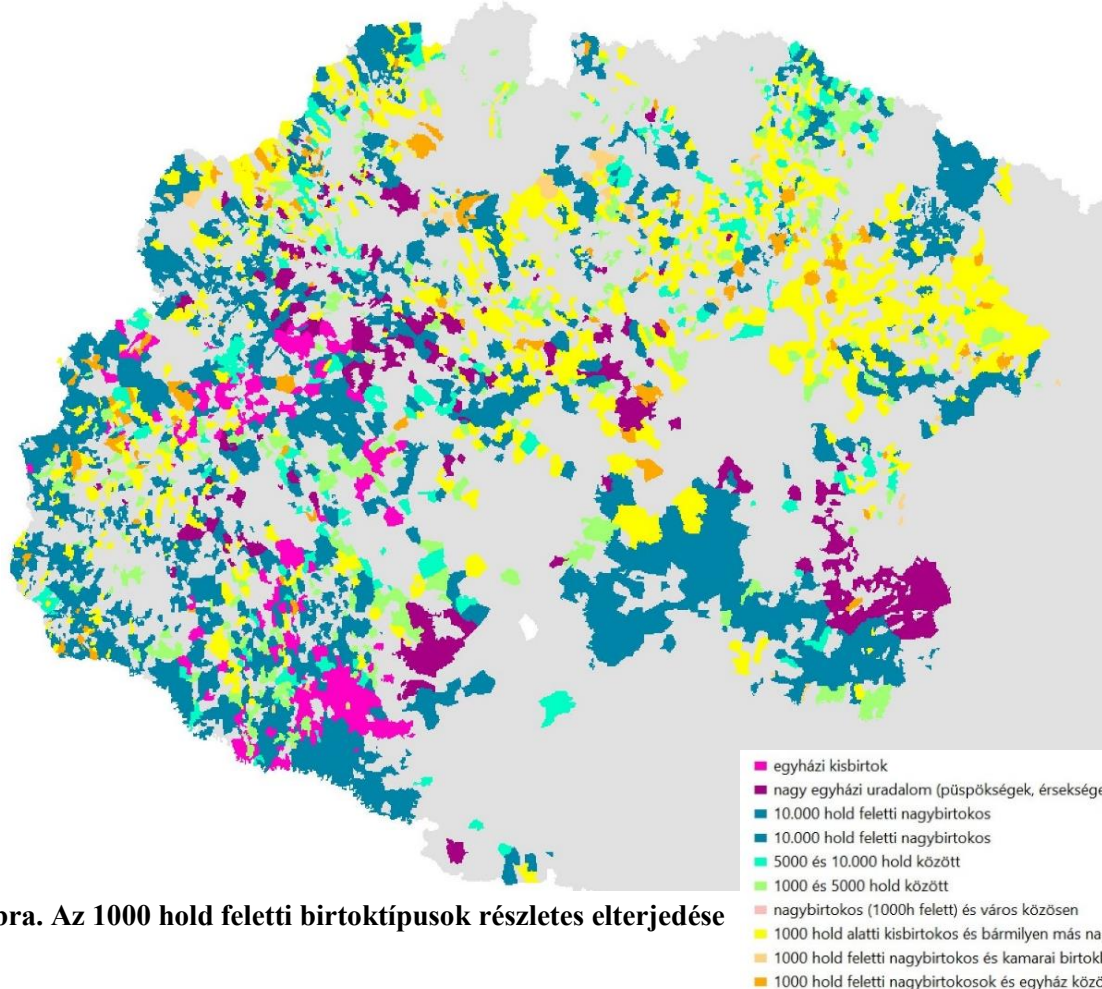 bra. Az 1000 hold feletti birtoktípusok részletes elterjedése
egyházi kisbirtok
nagy egyházi uradalom (püspökségek, érseksége
10.000 hold feletti nagybirtokos
10.000 hold feletti nagybirtokos
5000 és 10.000 hold között
1000 és 5000 hold között
nagybirtokos (1000h felett) és város közösen
1000 hold alatti kisbirtokos és bármilyen más na
1000 hold feletti nagybirtokos és kamarai birtokl
1000 hold feletti nagybirtokosok és egyház közö